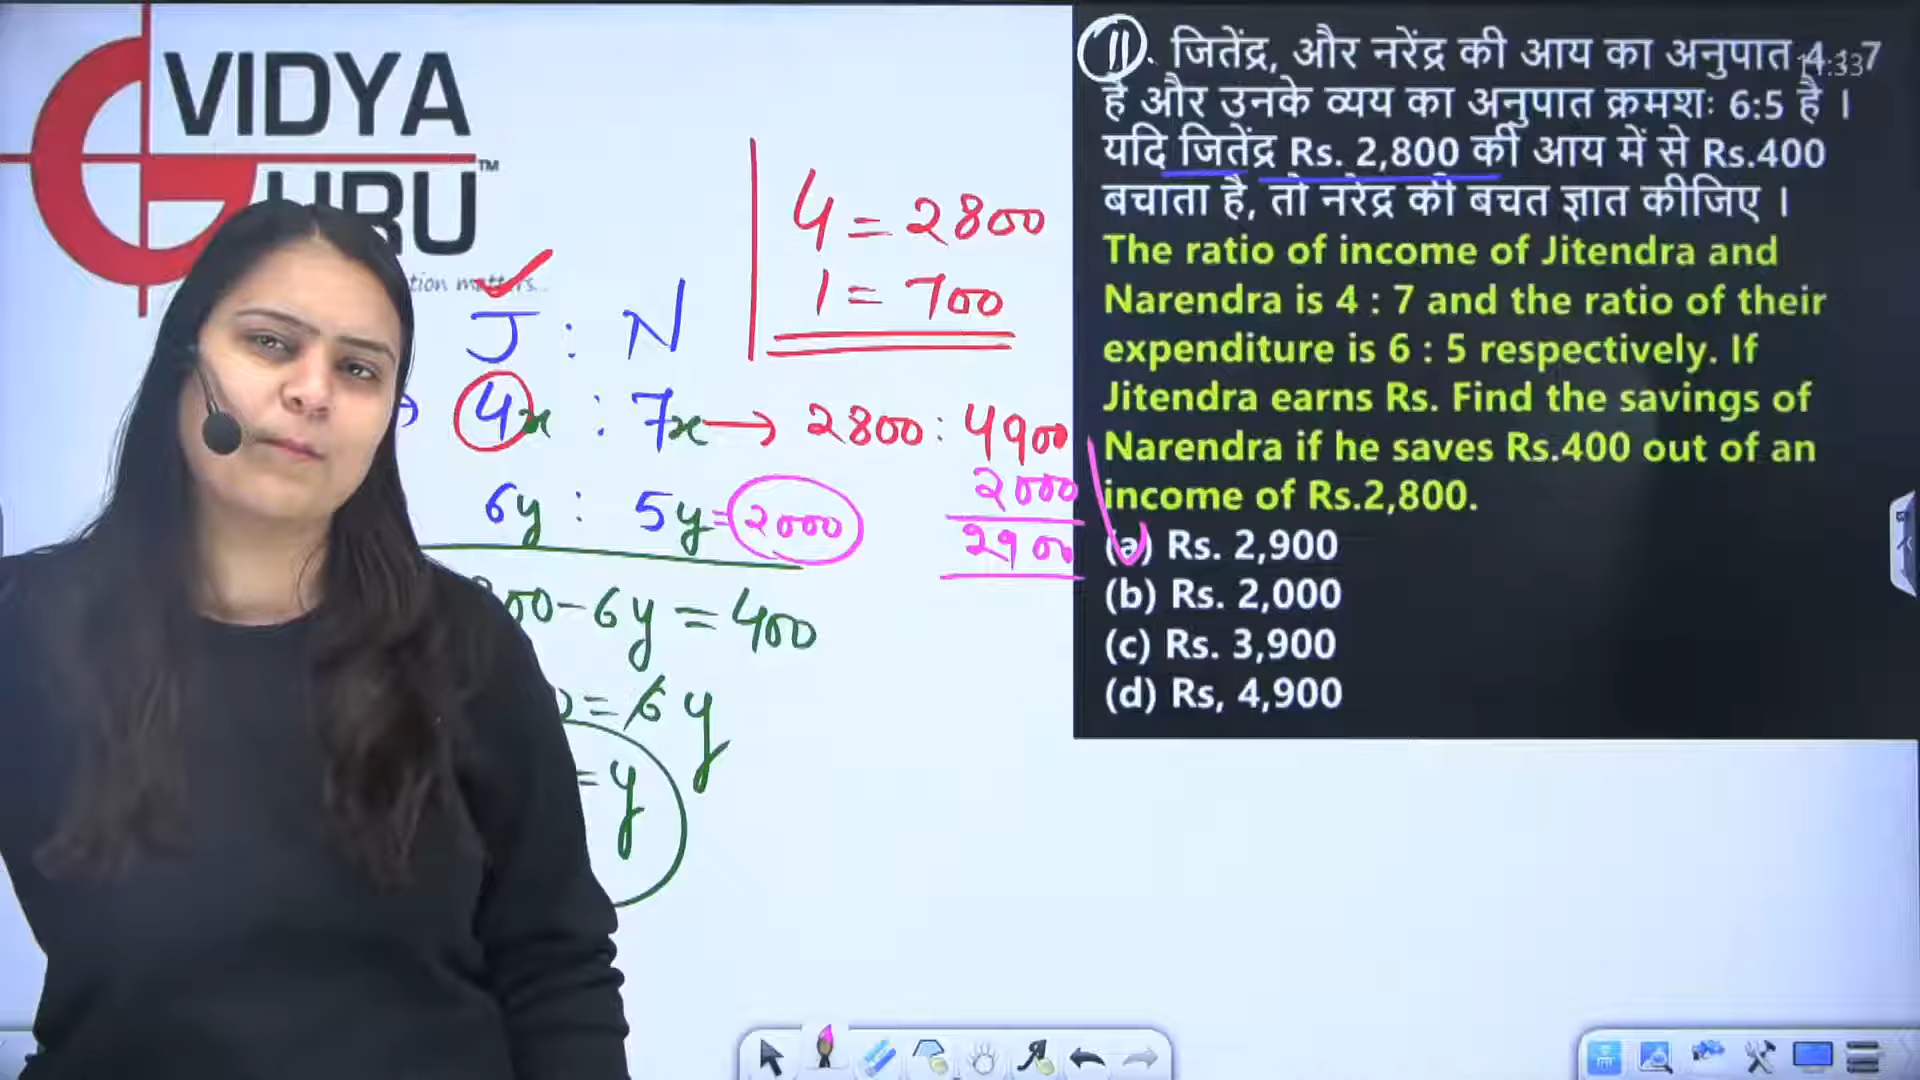 VIDYA
GURU
TM
tion matters...
J : N
4x : 7x → 2800 : 4900
6y : 5y = 2000
2000
2900
00 - 6y = 400
= 6y
= y
4 = 2800
1 = 700
11. जितेंद्र, और नरेंद्र की आय का अनुपात 4 : 7
है और उनके व्यय का अनुपात क्रमशः 6:5 है ।
यदि जितेंद्र Rs. 2,800 की आय में से Rs.400
बचाता है, तो नरेंद्र की बचत ज्ञात कीजिए ।
The ratio of income of Jitendra and
Narendra is 4 : 7 and the ratio of their
expenditure is 6 : 5 respectively. If
Jitendra earns Rs. Find the savings of
Narendra if he saves Rs.400 out of an
income of Rs.2,800.
(a) Rs. 2,900
(b) Rs. 2,000
(c) Rs. 3,900
(d) Rs, 4,900